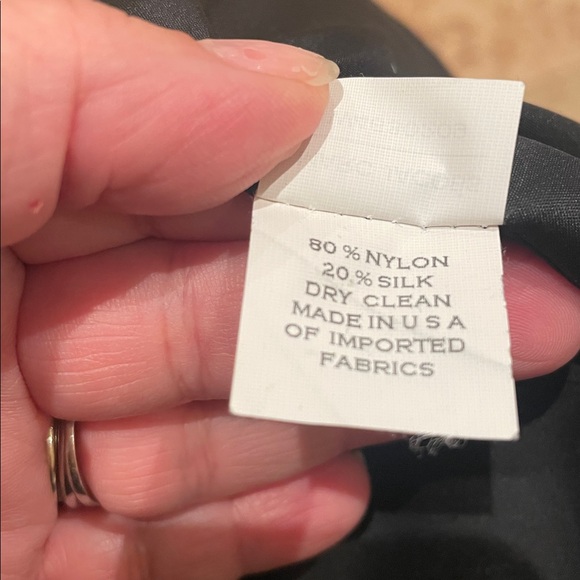 80 % NYLON
20 % SILK
DRY CLEAN
MADE IN U S A
OF IMPORTED
FABRICS